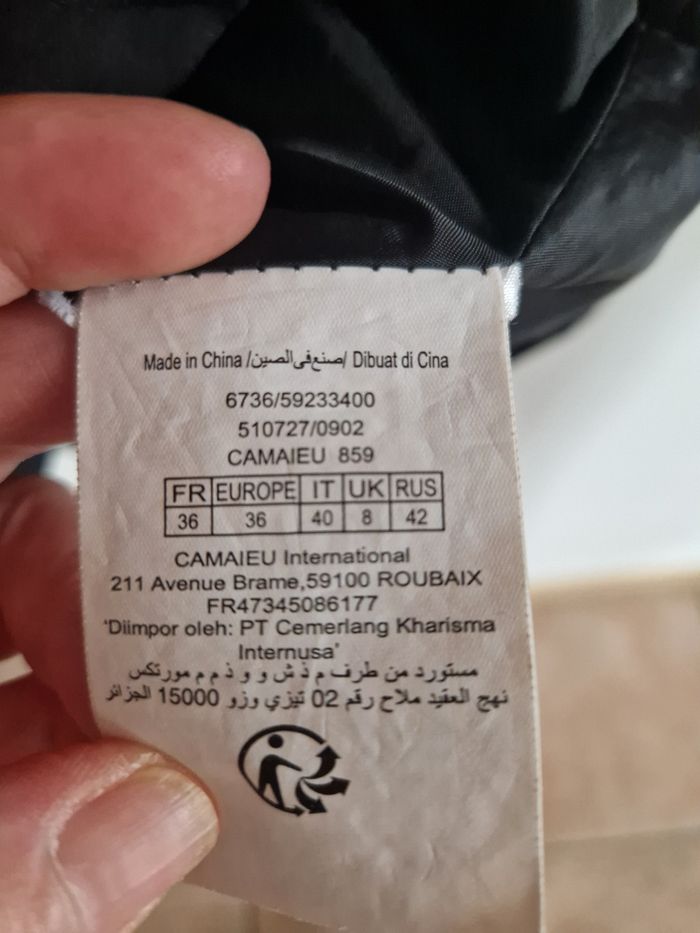 Made in China /صنع في الصين/ Dibuat di Cina
6736/59233400
510727/0902
CAMAIEU 859
FR EUROPE IT UK RUS
36 36 40 8 42
CAMAIEU International
211 Avenue Brame,59100 ROUBAIX
FR47345086177
'Diimpor oleh: PT Cemerlang Kharisma
Internusa'
مستورد من طرف م ذ ش و و ذ م م مورتكس
نهج العقيد ملاح رقم 02 تيزي وزو 15000 الجزائر